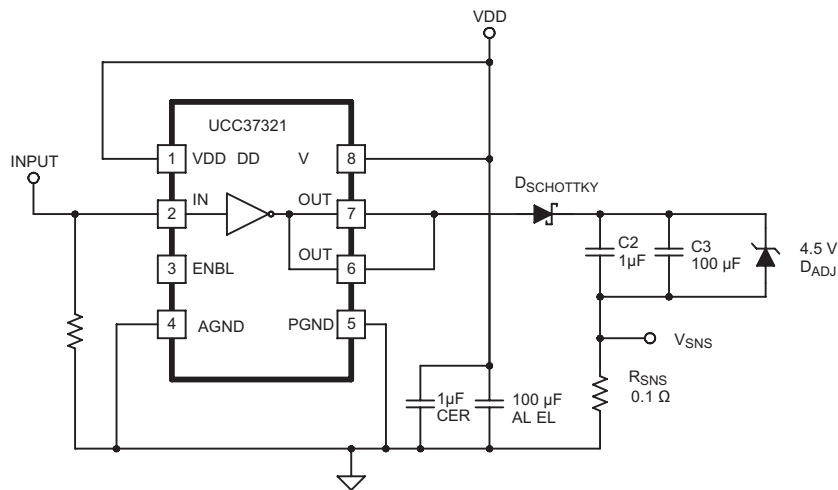 VDD
UCC37321
INPUT
1 VDD DD V 8
DSCHOTTKY
2 IN OUT 7
C2
1µF
C3
100 µF
4.5 V
DADJ
3 ENBL OUT 6
4 AGND PGND 5
VSNS
RSNS
0.1 Ω
1µF
CER
100 µF
AL EL